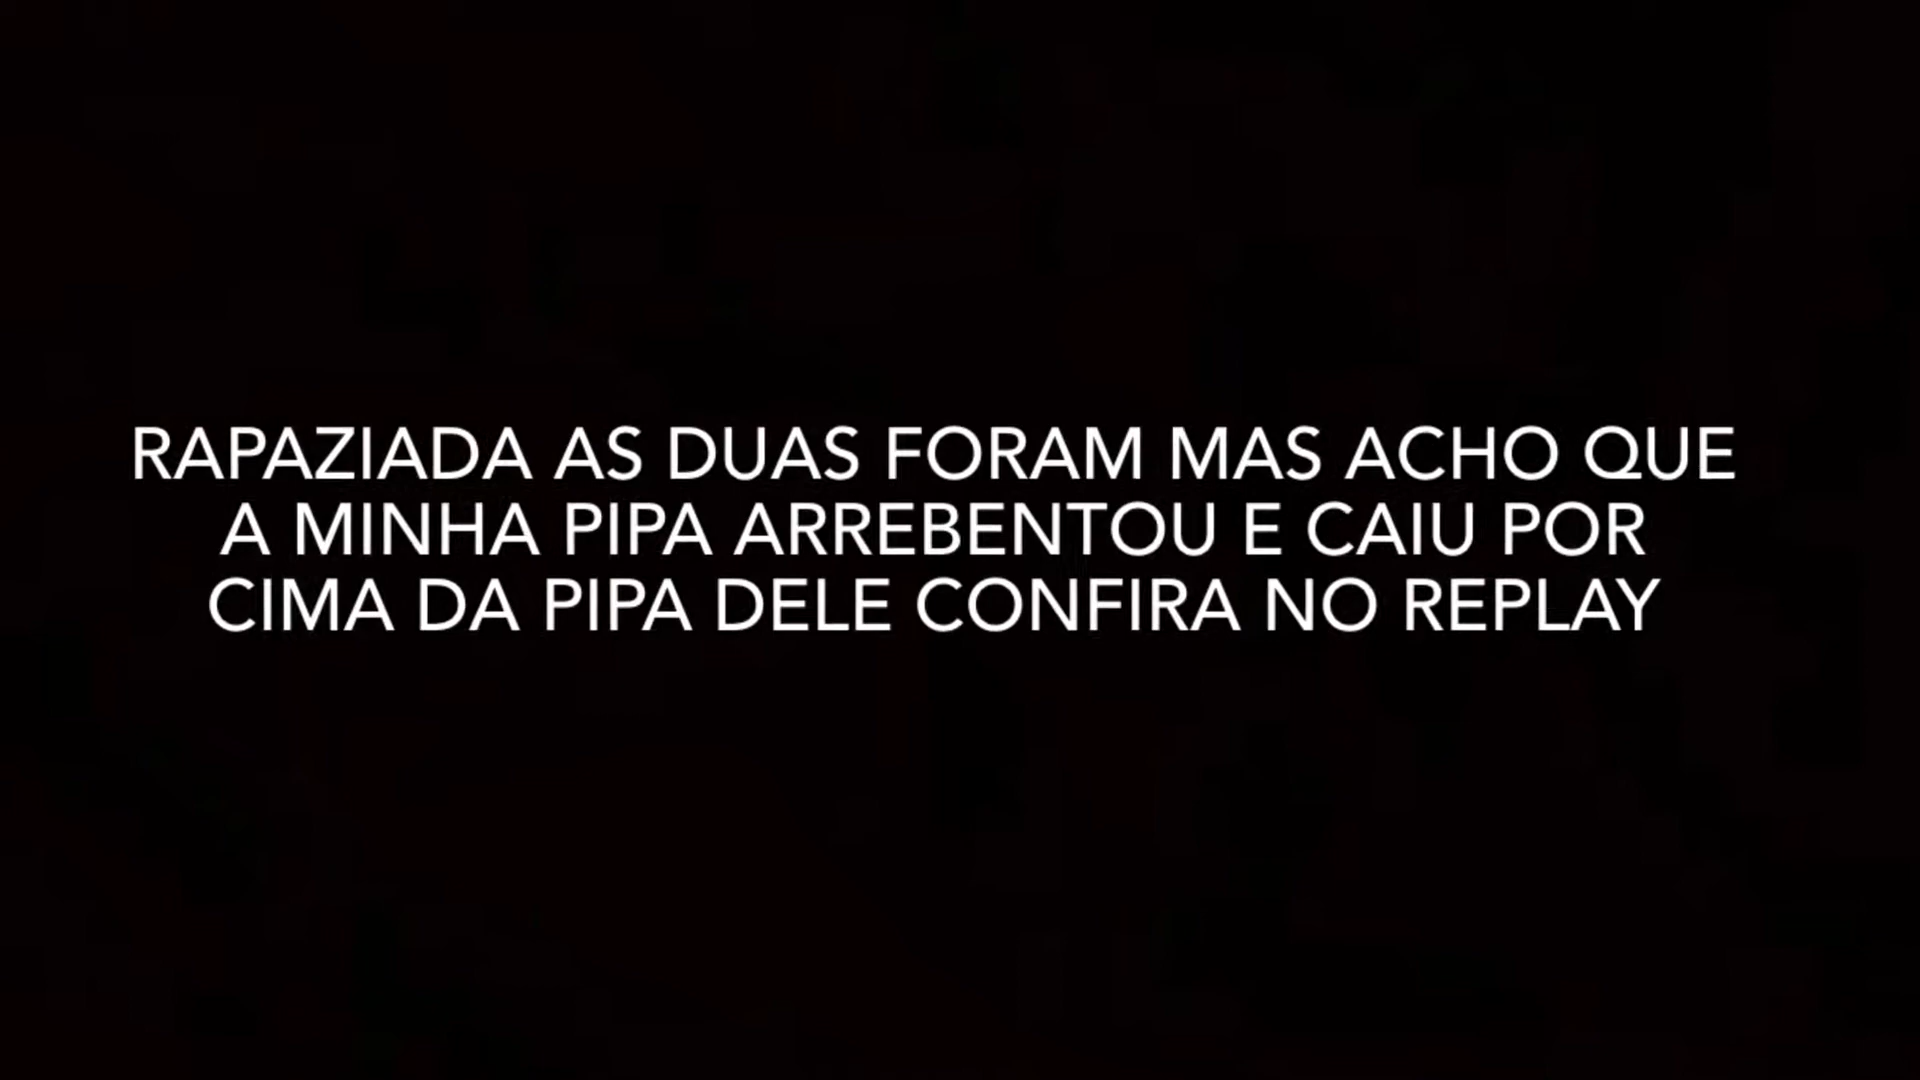 RAPAZIADA AS DUAS FORAM MAS ACHO QUE
A MINHA PIPA ARREBENTOU E CAIU POR
CIMA DA PIPA DELE CONFIRA NO REPLAY